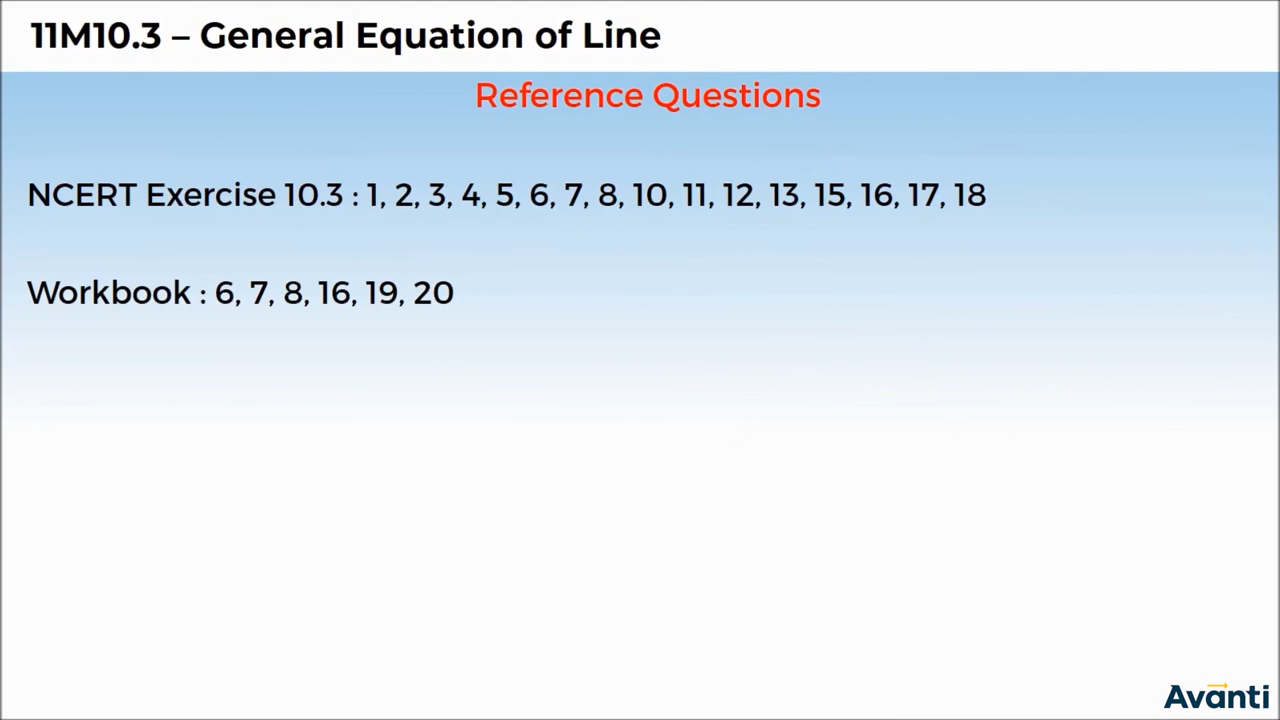 11M10.3 – General Equation of Line
Reference Questions
NCERT Exercise 10.3 : 1, 2, 3, 4, 5, 6, 7, 8, 10, 11, 12, 13, 15, 16, 17, 18
Workbook : 6, 7, 8, 16, 19, 20
Avanti